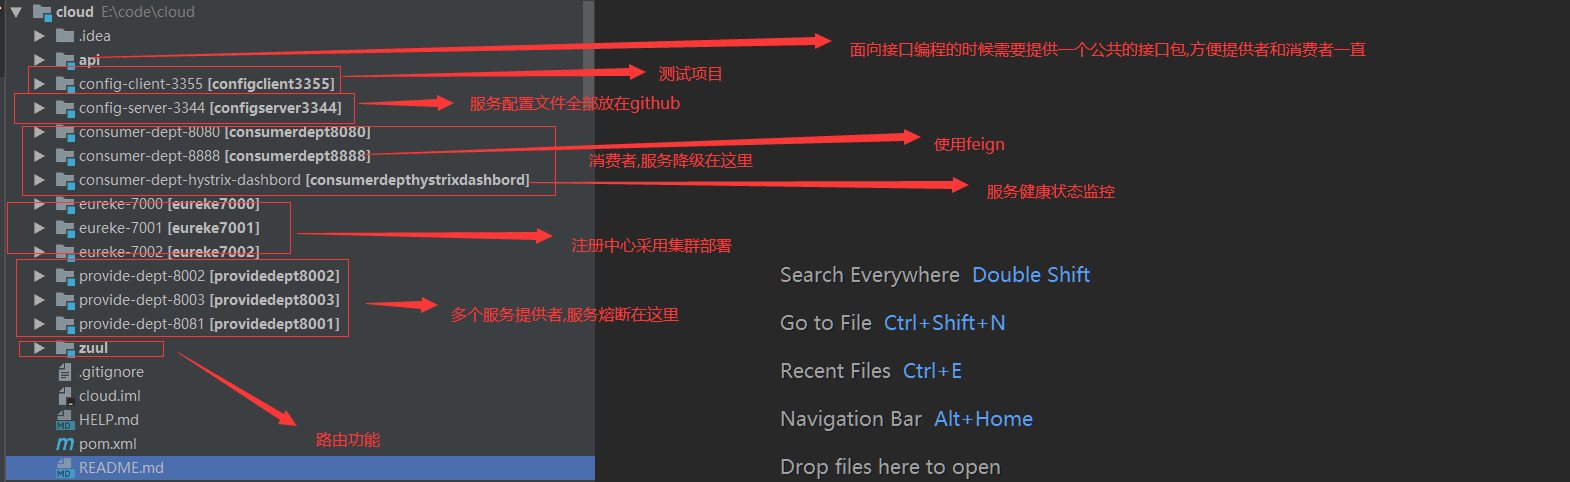 cloud E:\code\cloud
.idea
api
面向接口编程的时候需要提供一个公共的接口包,方便提供者和消费者一直
config-client-3355 [configclient3355]
测试项目
config-server-3344 [configserver3344]
服务配置文件全部放在github
consumer-dept-8080 [consumerdept8080]
consumer-dept-8888 [consumerdept8888]
使用feign
消费者,服务降级在这里
consumer-dept-hystrix-dashbord [consumerdepthystrixdashbord]
服务健康状态监控
eureke-7000 [eureke7000]
eureke-7001 [eureke7001]
注册中心采用集群部署
eureke-7002 [eureke7002]
provide-dept-8002 [providedept8002]
provide-dept-8003 [providedept8003]
多个服务提供者,服务熔断在这里
provide-dept-8081 [providedept8001]
zuul
路由功能
.gitignore
cloud.iml
HELP.md
pom.xml
README.md
Search Everywhere Double Shift
Go to File Ctrl+Shift+N
Recent Files Ctrl+E
Navigation Bar Alt+Home
Drop files here to open